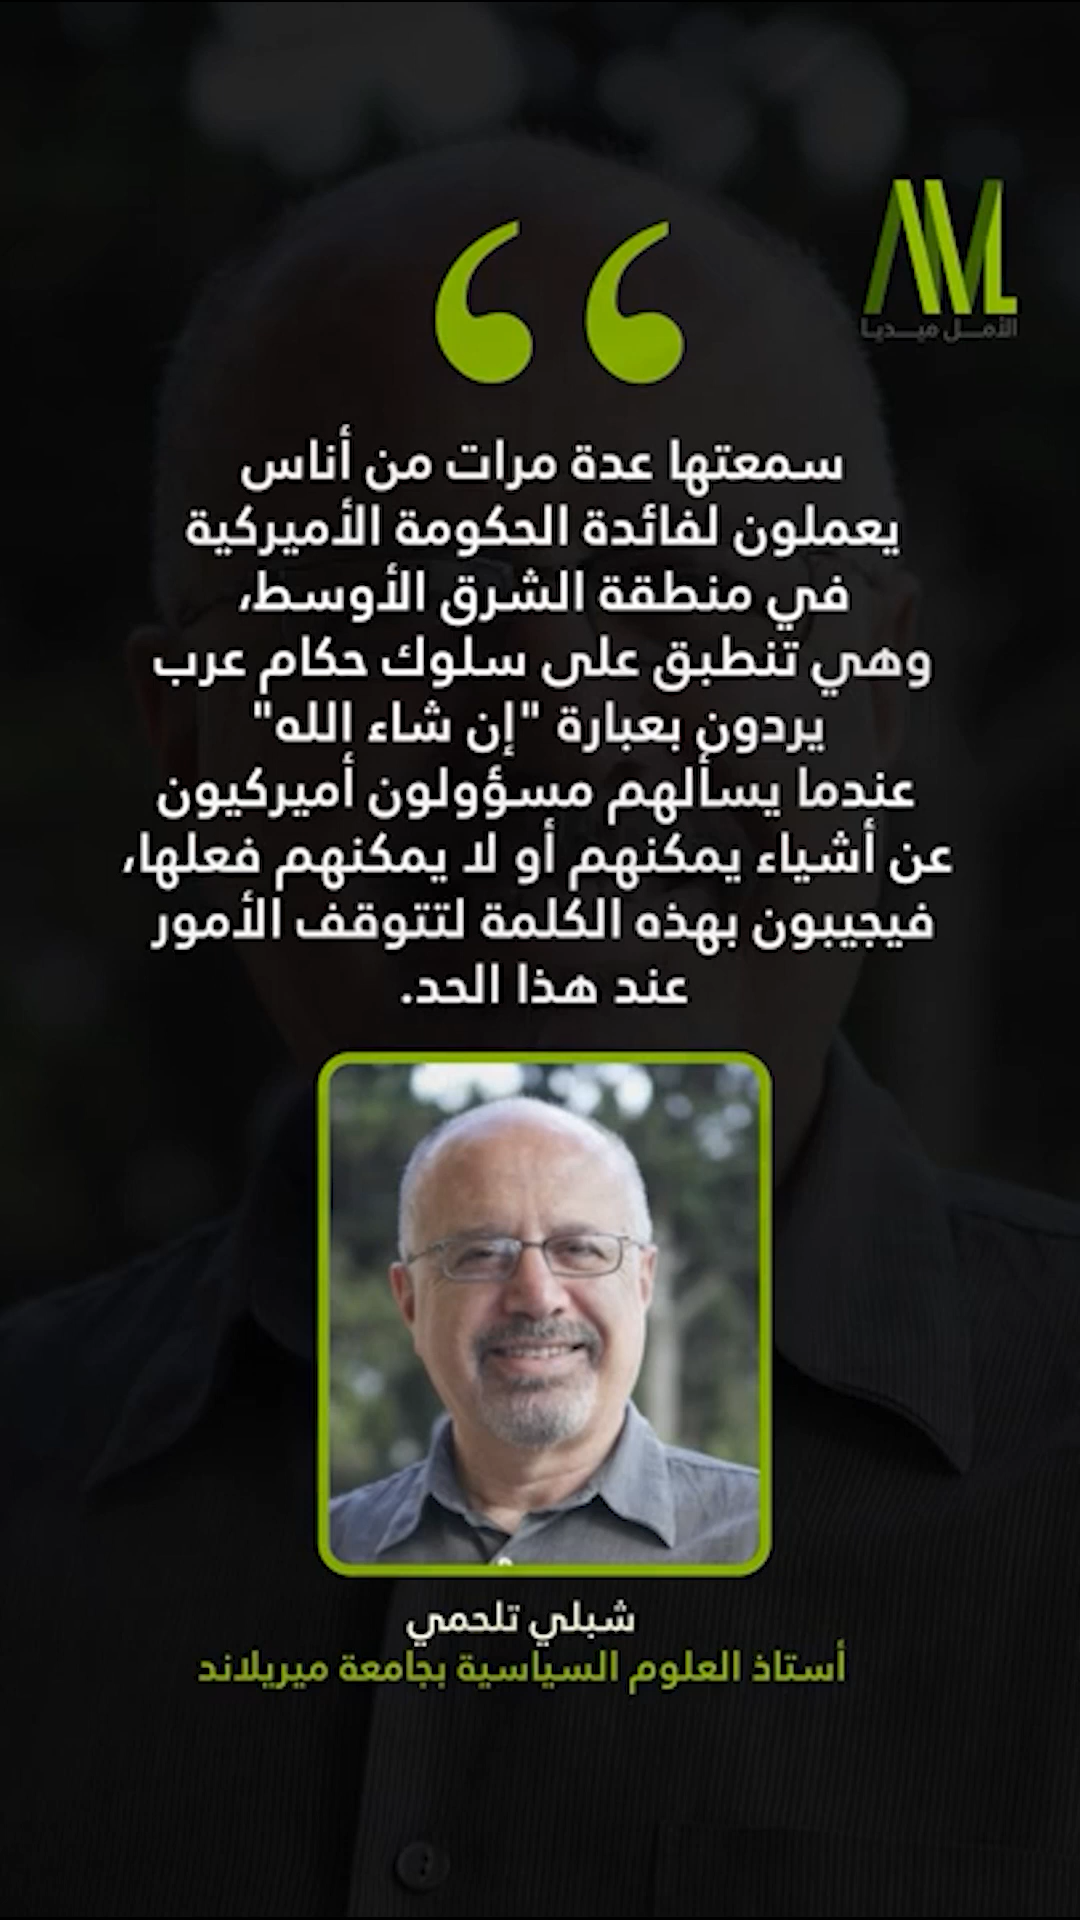 الأمل ميديا
سمعتها عدة مرات من أناس
يعملون لفائدة الحكومة الأميركية
في منطقة الشرق الأوسط،
وهي تنطبق على سلوك حكام عرب
يردون بعبارة "إن شاء الله"
عندما يسألهم مسؤولون أميركيون
عن أشياء يمكنهم أو لا يمكنهم فعلها،
فيجيبون بهذه الكلمة لتتوقف الأمور
عند هذا الحد.
شبلي تلحمي
أستاذ العلوم السياسية بجامعة ميريلاند